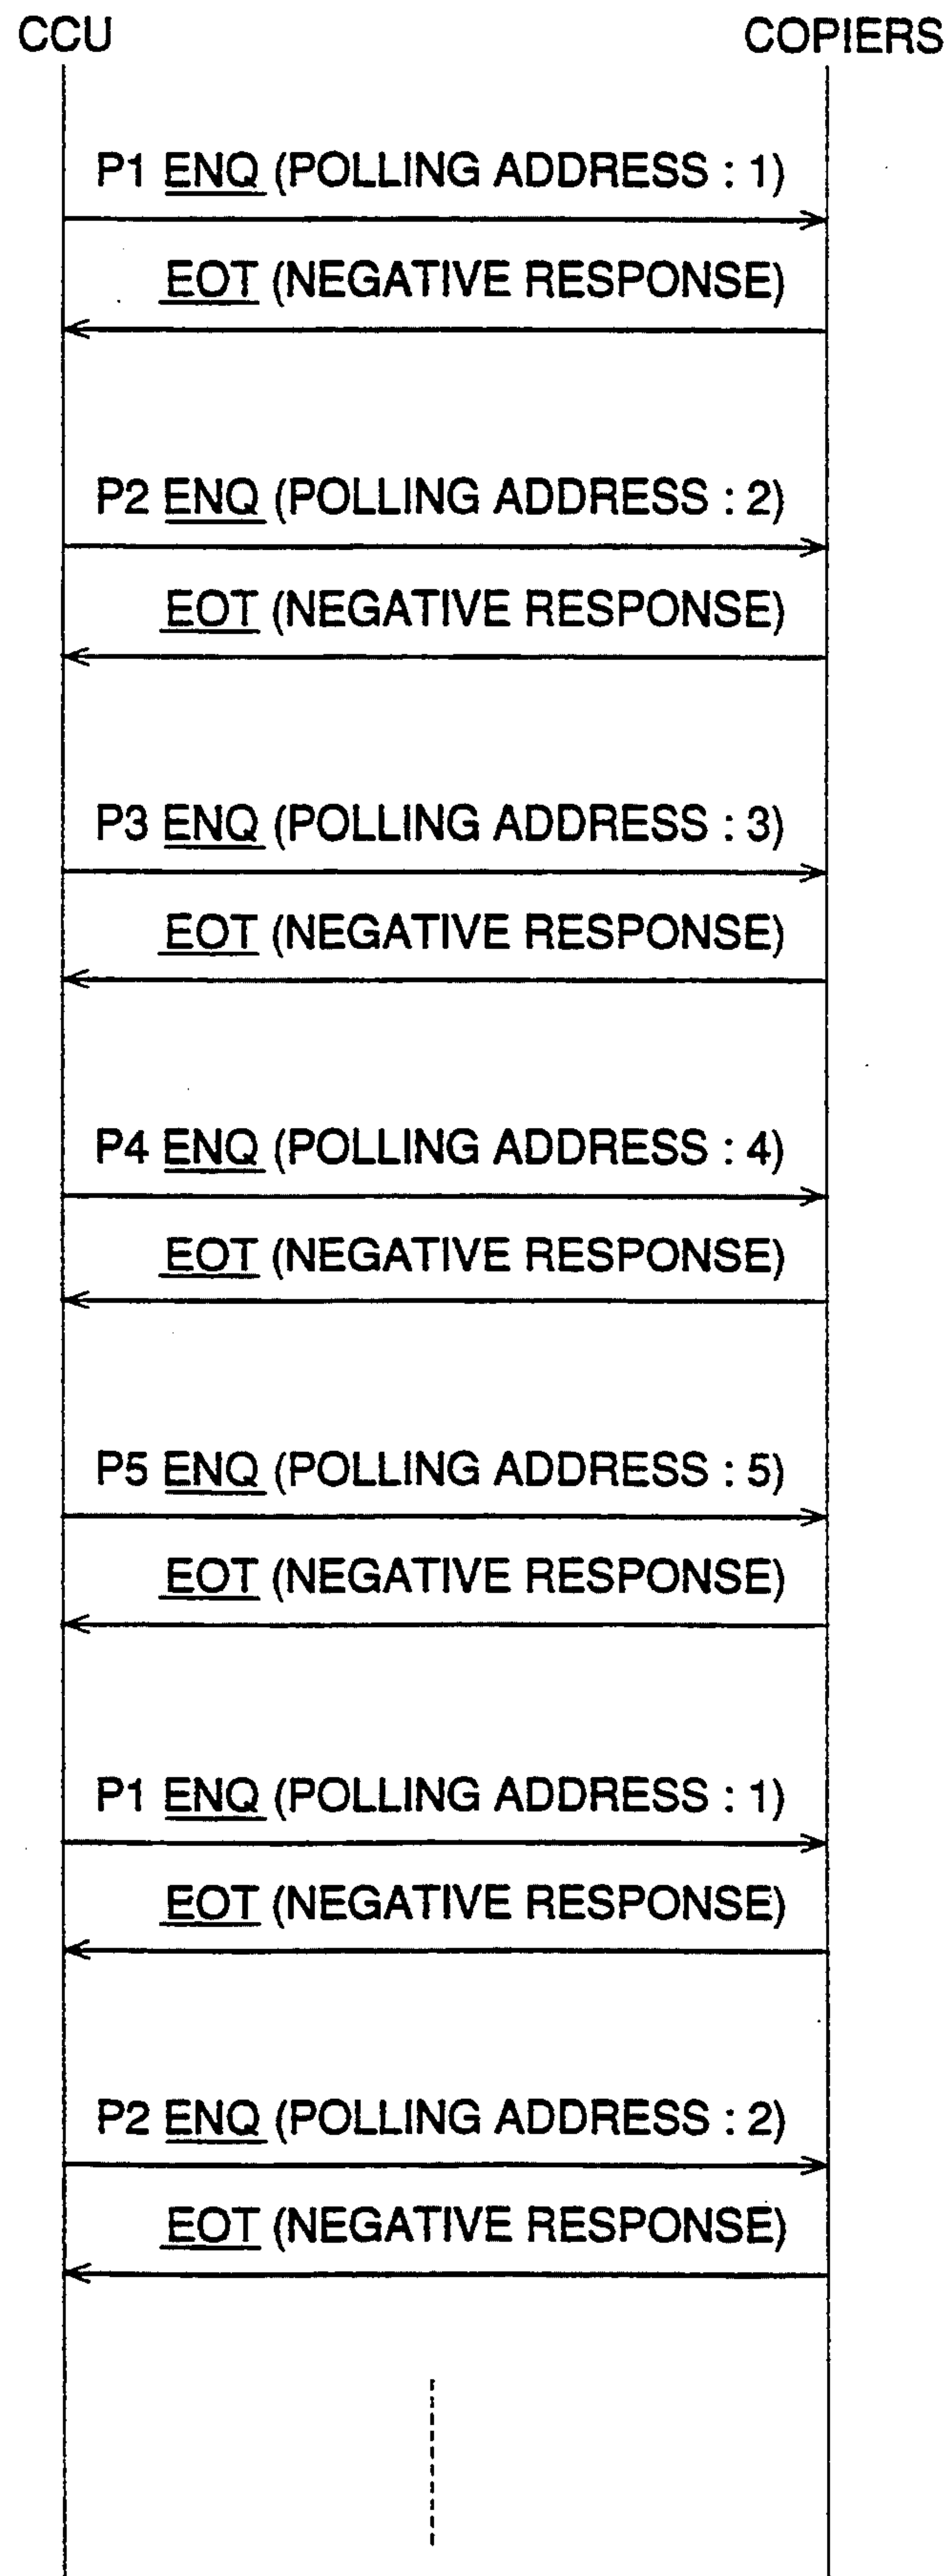 CCU COPIERS
P1 ENQ (POLLING ADDRESS : 1)
EOT (NEGATIVE RESPONSE)
P2 ENQ (POLLING ADDRESS : 2)
EOT (NEGATIVE RESPONSE)
P3 ENQ (POLLING ADDRESS : 3)
EOT (NEGATIVE RESPONSE)
P4 ENQ (POLLING ADDRESS : 4)
EOT (NEGATIVE RESPONSE)
P5 ENQ (POLLING ADDRESS : 5)
EOT (NEGATIVE RESPONSE)
P1 ENQ (POLLING ADDRESS : 1)
EOT (NEGATIVE RESPONSE)
P2 ENQ (POLLING ADDRESS : 2)
EOT (NEGATIVE RESPONSE)